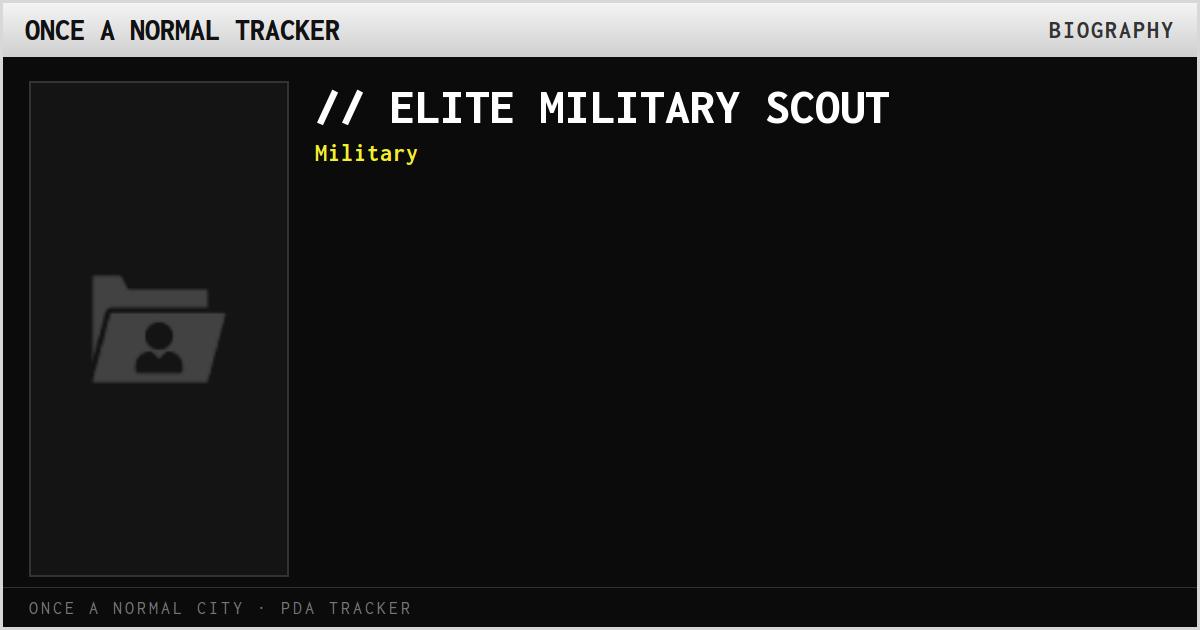 ONCE A NORMAL TRACKER
BIOGRAPHY
// ELITE MILITARY SCOUT
Military
ONCE A NORMAL CITY · PDA TRACKER